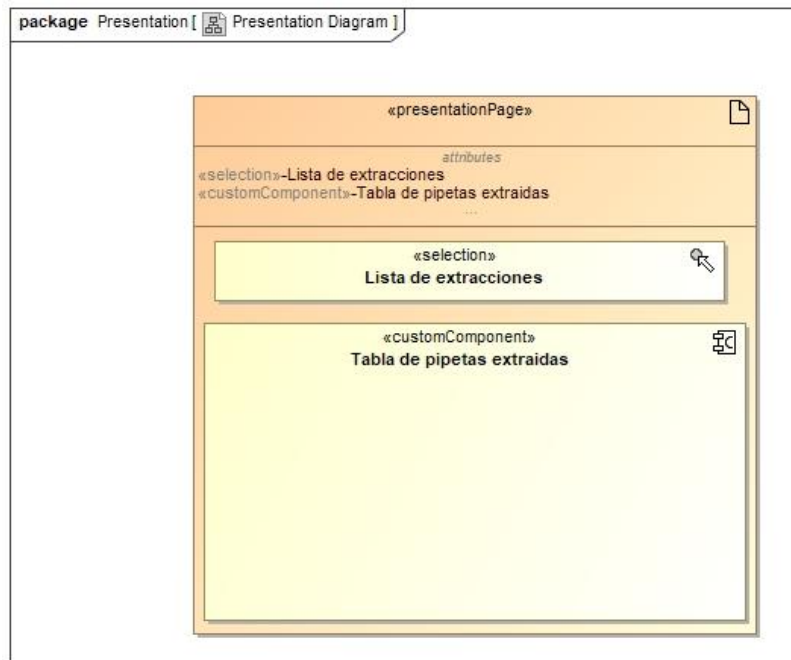 package Presentation [ Presentation Diagram ]
«presentationPage»
attributes
«selection»-Lista de extracciones
«customComponent»-Tabla de pipetas extraidas
...
«selection»
Lista de extracciones
«customComponent»
Tabla de pipetas extraidas